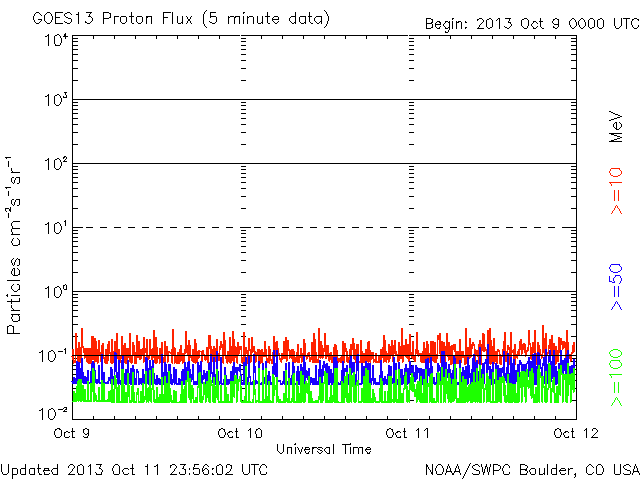 GOES13 Proton Flux (5 minute data)
Begin: 2013 Oct 9 0000 UTC
10⁴
10³
10²
10¹
10⁰
10⁻¹
10⁻²
Particles cm⁻²s⁻¹sr⁻¹
MeV
>=10
>=50
>=100
Oct 9 Oct 10 Oct 11 Oct 12
Universal Time
Updated 2013 Oct 11 23:56:02 UTC NOAA/SWPC Boulder, CO USA